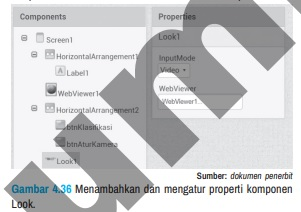 Components
Properties
Screen1
Look1
HorizontalArrangement1
InputMode
Label1
Video
WebViewer1
WebViewer
WebViewer1...
HorizontalArrangement2
btnKlasifikasi
btnAturKamera
Look1
Sumber: dokumen penerbit
Gambar 4.36 Menambahkan dan mengatur properti komponen
Look.